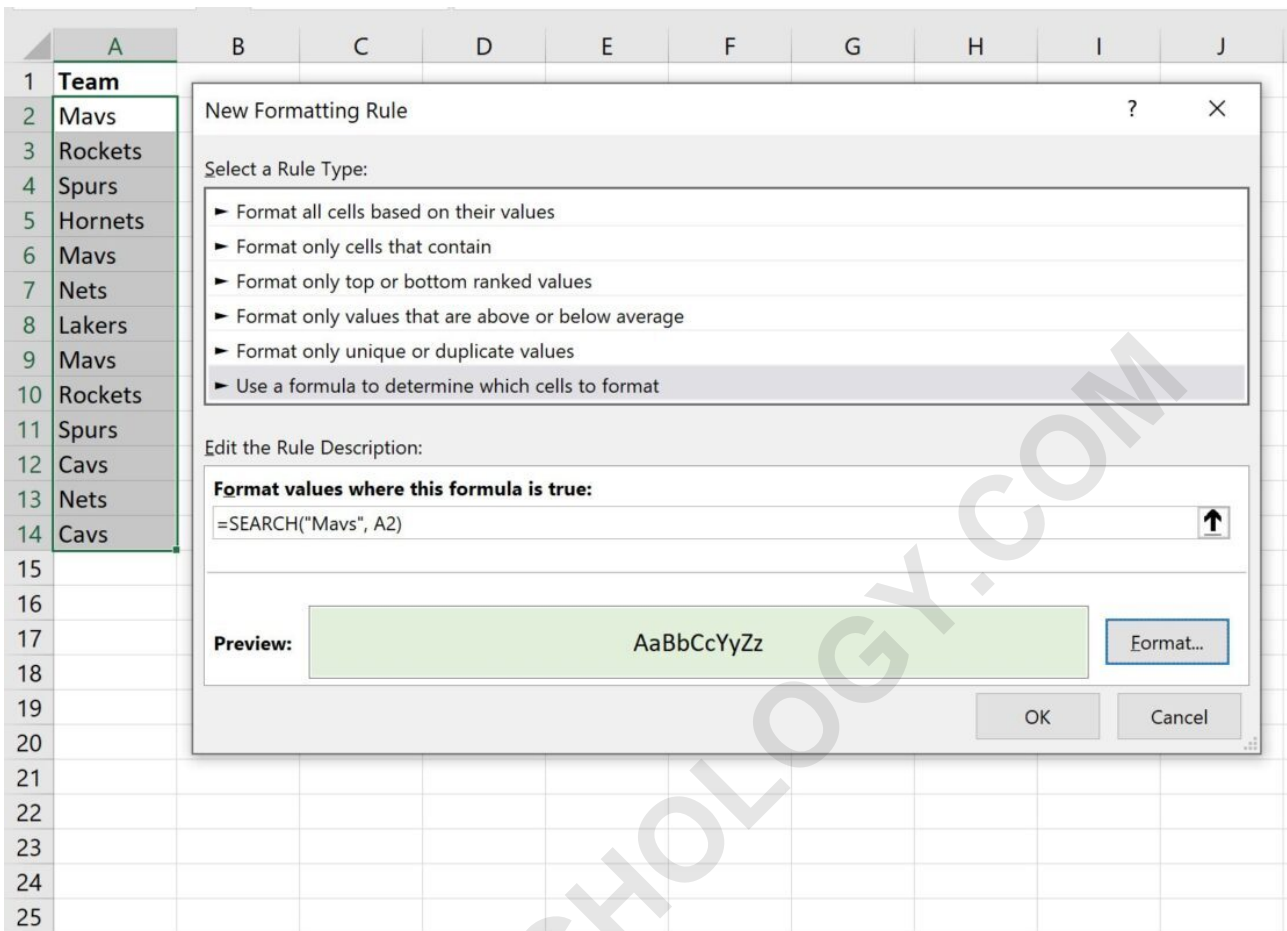 A B C D E F G H I J
1 Team
2 Mavs
3 Rockets
4 Spurs
5 Hornets
6 Mavs
7 Nets
8 Lakers
9 Mavs
10 Rockets
11 Spurs
12 Cavs
13 Nets
14 Cavs
15
16
17
18
19
20
21
22
23
24
25
New Formatting Rule ? ×
Select a Rule Type:
► Format all cells based on their values
► Format only cells that contain
► Format only top or bottom ranked values
► Format only values that are above or below average
► Format only unique or duplicate values
► Use a formula to determine which cells to format
Edit the Rule Description:
Format values where this formula is true:
=SEARCH("Mavs", A2)
Preview: AaBbCcYyZz Format...
OK Cancel
CHOLOGY.COM